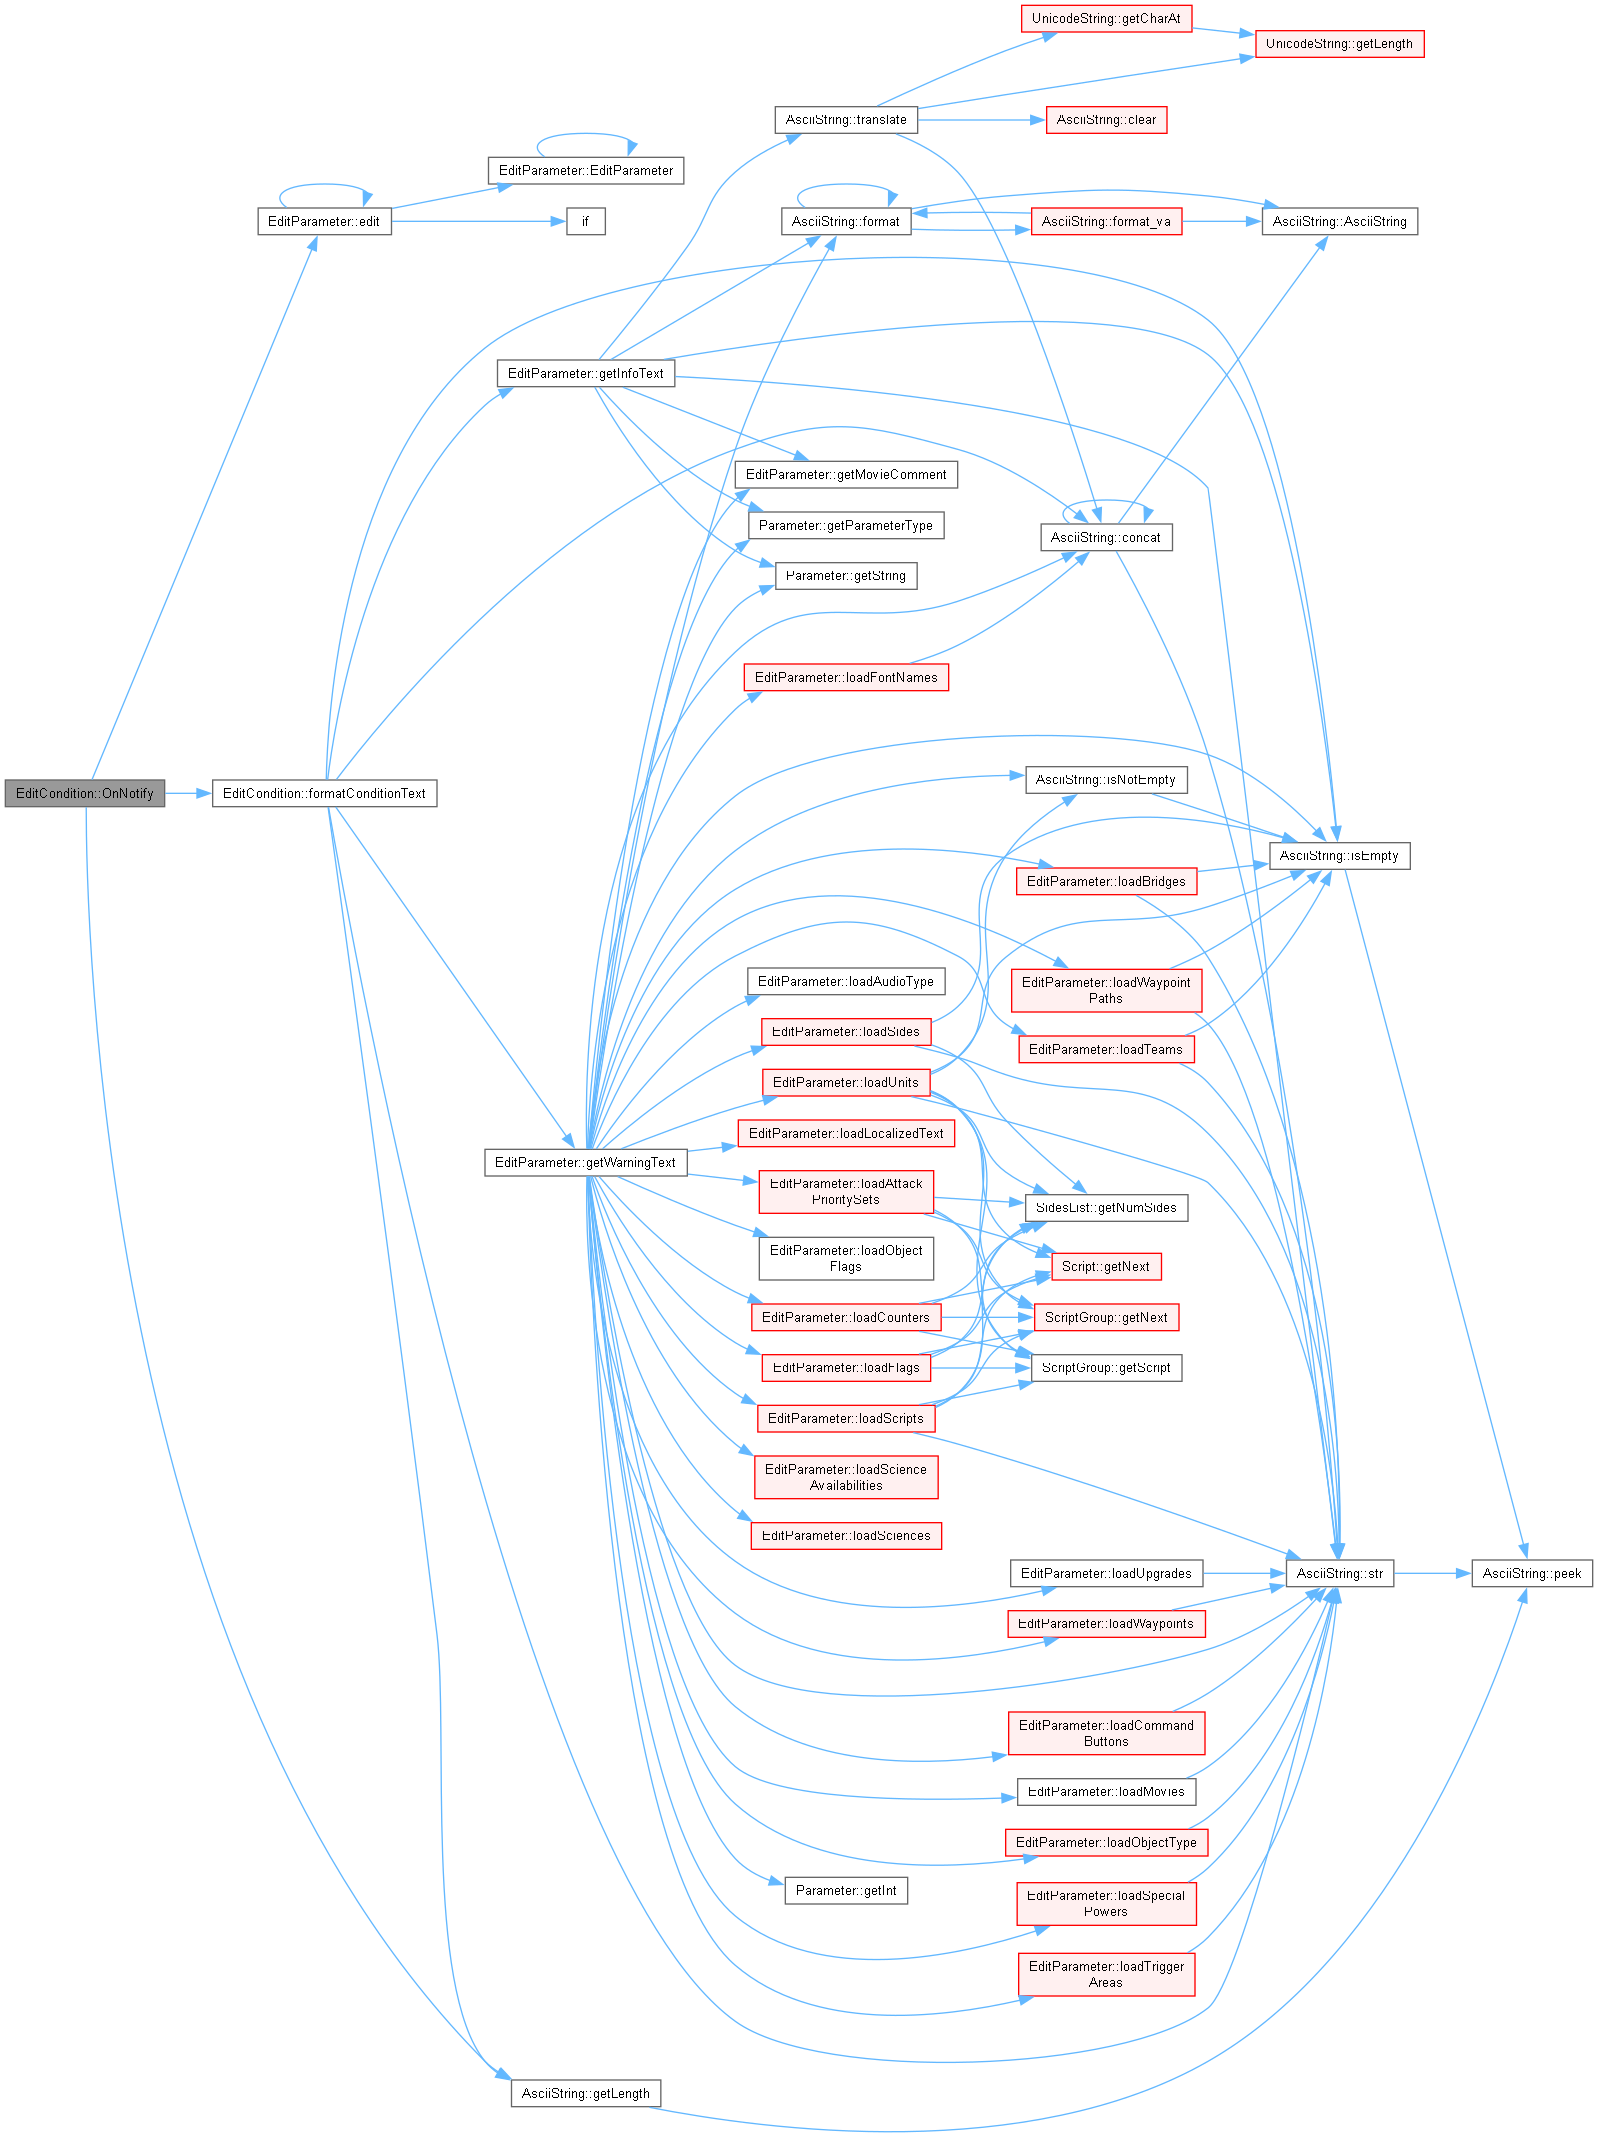 UnicodeString::getCharAt
UnicodeString::getLength
AsciiString::translate
AsciiString::clear
EditParameter::EditParameter
EditParameter::edit
if
AsciiString::format
AsciiString::format_va
AsciiString::AsciiString
EditParameter::getInfoText
EditParameter::getMovieComment
Parameter::getParameterType
AsciiString::concat
Parameter::getString
EditParameter::loadFontNames
EditCondition::OnNotify
EditCondition::formatConditionText
AsciiString::isNotEmpty
AsciiString::isEmpty
EditParameter::loadBridges
EditParameter::loadAudioType
EditParameter::loadWaypoint
Paths
EditParameter::loadSides
EditParameter::loadTeams
EditParameter::loadUnits
EditParameter::loadLocalizedText
EditParameter::getWarningText
EditParameter::loadAttack
PrioritySets
SidesList::getNumSides
EditParameter::loadObject
Flags
Script::getNext
EditParameter::loadCounters
ScriptGroup::getNext
EditParameter::loadFlags
ScriptGroup::getScript
EditParameter::loadScripts
EditParameter::loadScience
Availabilities
EditParameter::loadSciences
EditParameter::loadUpgrades
AsciiString::str
AsciiString::peek
EditParameter::loadWaypoints
EditParameter::loadCommand
Buttons
EditParameter::loadMovies
EditParameter::loadObjectType
Parameter::getInt
EditParameter::loadSpecial
Powers
EditParameter::loadTrigger
Areas
AsciiString::getLength